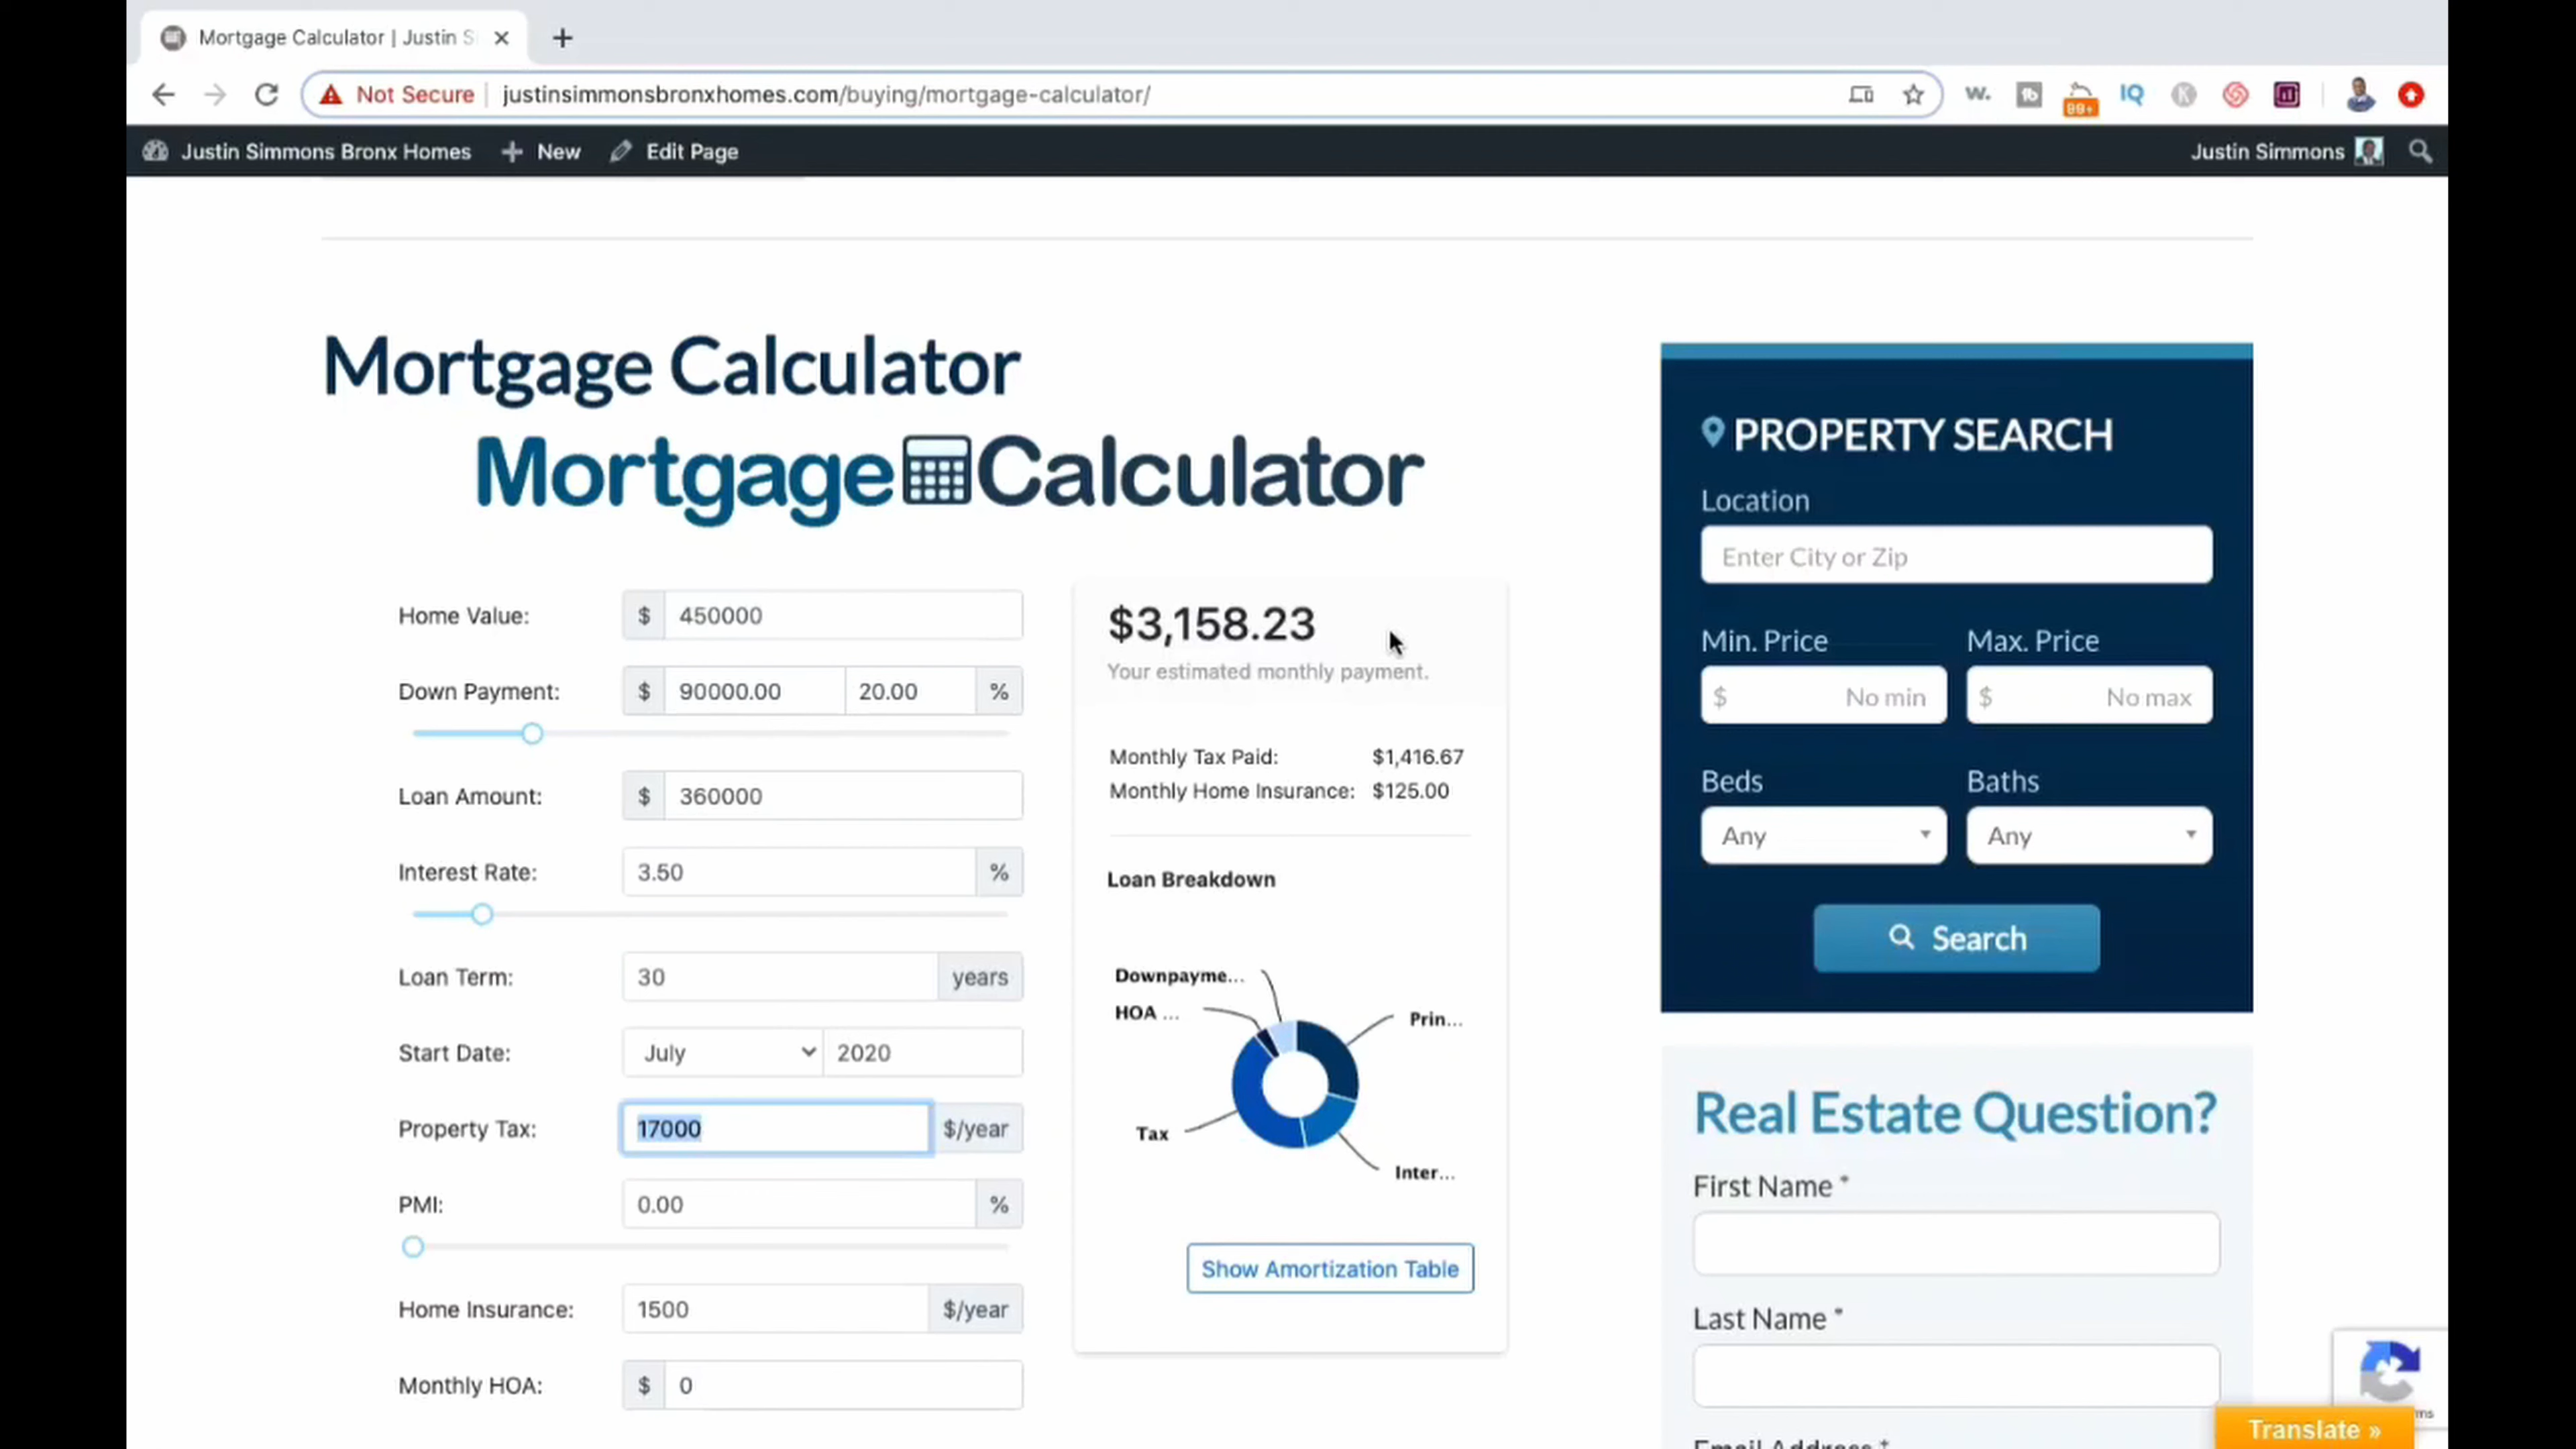 Mortgage Calculator | Justin S
Not Secure justinsimmonsbronxhomes.com/buying/mortgage-calculator/
w. 99+ IQ
Justin Simmons Bronx Homes New Edit Page Justin Simmons
Mortgage Calculator
Mortgage Calculator
Home Value: $ 450000
Down Payment: $ 90000.00 20.00 %
Loan Amount: $ 360000
Interest Rate: 3.50 %
Loan Term: 30 years
Start Date: July 2020
Property Tax: 17000 $/year
PMI: 0.00 %
Home Insurance: 1500 $/year
Monthly HOA: $ 0
$3,158.23
Your estimated monthly payment.
Monthly Tax Paid: $1,416.67
Monthly Home Insurance: $125.00
Loan Breakdown
Downpayme...
HOA ...
Prin...
Tax
Inter...
Show Amortization Table
PROPERTY SEARCH
Location
Enter City or Zip
Min. Price Max. Price
$ No min $ No max
Beds Baths
Any Any
Search
Real Estate Question?
First Name *
Last Name *
Email Address *
Translate »